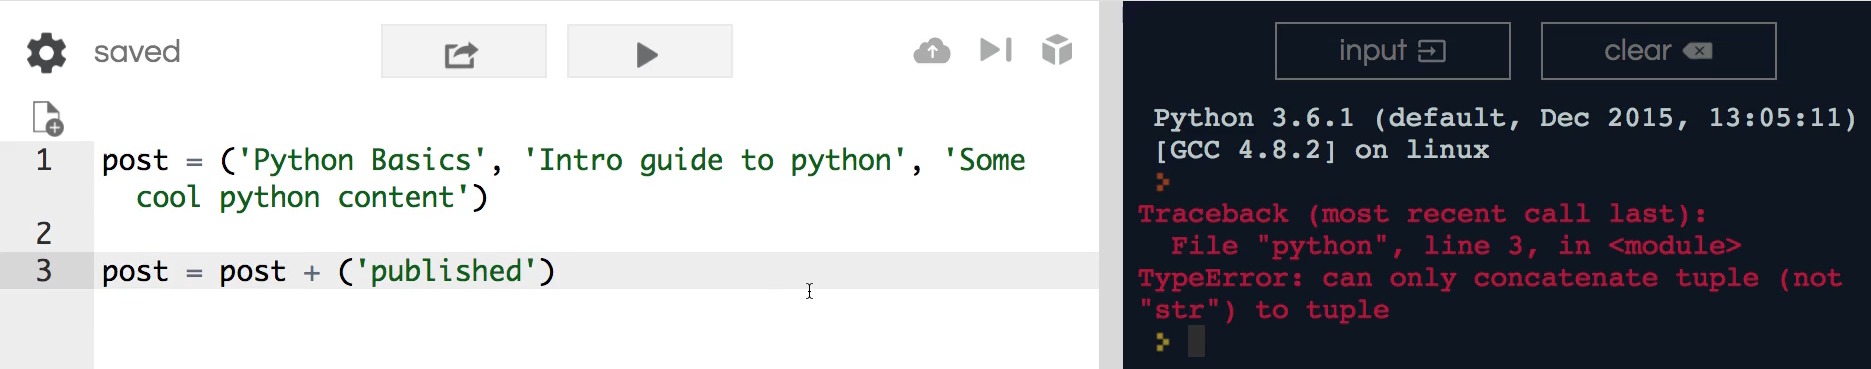 saved
1 post = ('Python Basics', 'Intro guide to python', 'Some
cool python content')
2
3 post = post + ('published')
input
clear
Python 3.6.1 (default, Dec 2015, 13:05:11)
[GCC 4.8.2] on linux
Traceback (most recent call last):
File "python", line 3, in <module>
TypeError: can only concatenate tuple (not
"str") to tuple